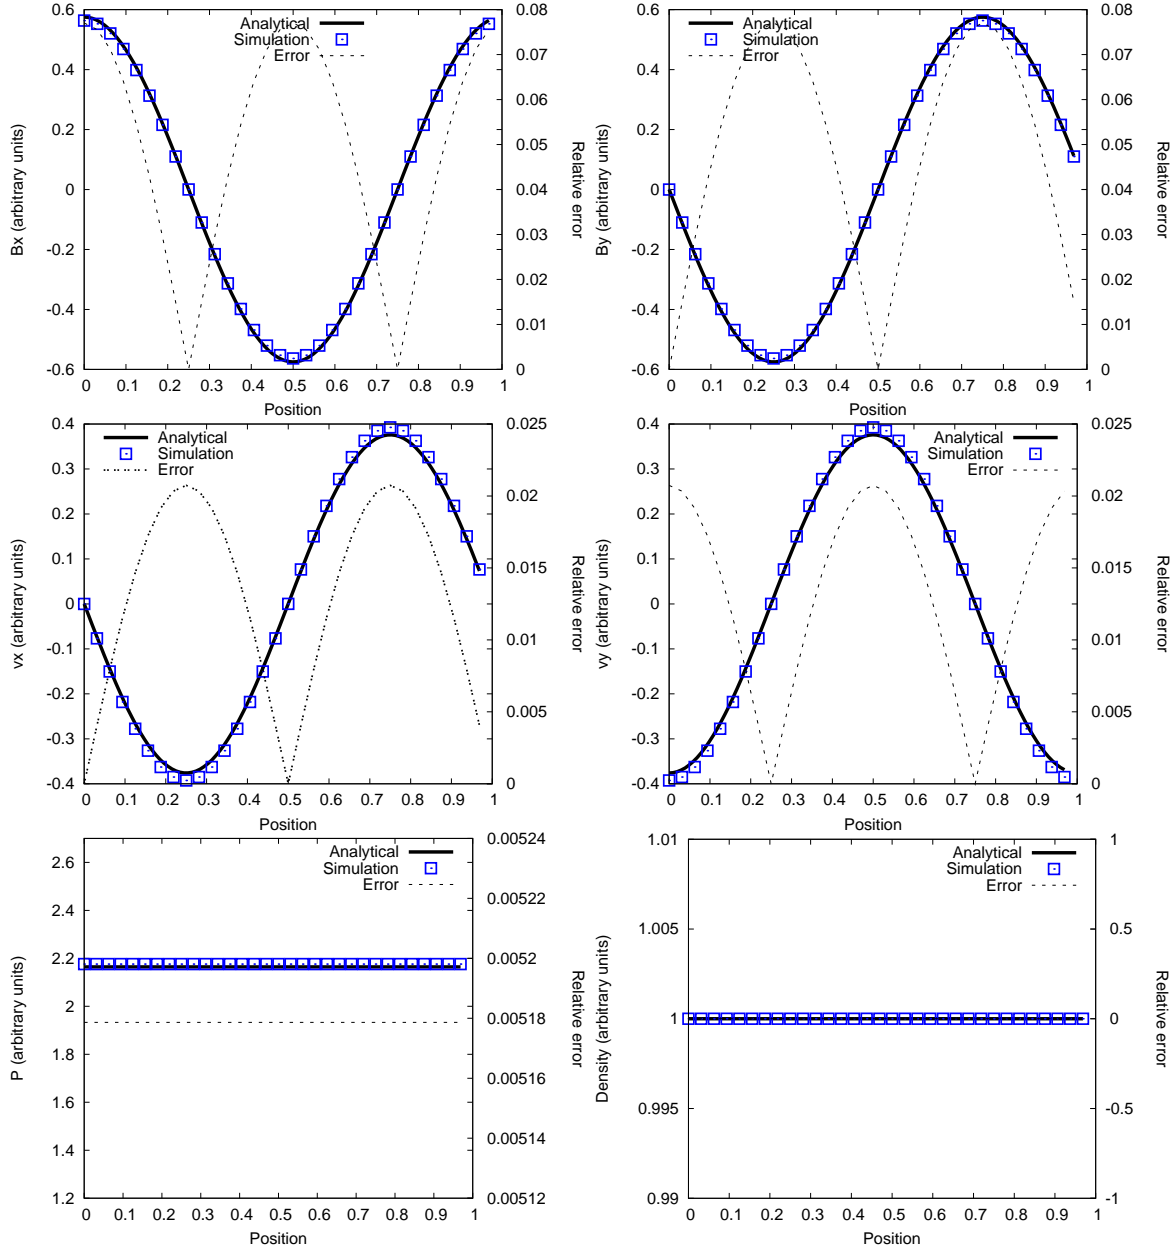 Analytical
Simulation
Error
0.6
0.4
0.2
0
-0.2
-0.4
-0.6
Bx (arbitrary units)
0.08
0.07
0.06
0.05
0.04
0.03
0.02
0.01
0
Relative error
0 0.1 0.2 0.3 0.4 0.5 0.6 0.7 0.8 0.9 1
Position
Analytical
Simulation
Error
0.6
0.4
0.2
0
-0.2
-0.4
-0.6
By (arbitrary units)
0.08
0.07
0.06
0.05
0.04
0.03
0.02
0.01
0
Relative error
0 0.1 0.2 0.3 0.4 0.5 0.6 0.7 0.8 0.9 1
Position
Analytical
Simulation
Error
0.4
0.3
0.2
0.1
0
-0.1
-0.2
-0.3
-0.4
vx (arbitrary units)
0.025
0.02
0.015
0.01
0.005
0
Relative error
0 0.1 0.2 0.3 0.4 0.5 0.6 0.7 0.8 0.9 1
Position
Analytical
Simulation
Error
0.4
0.3
0.2
0.1
0
-0.1
-0.2
-0.3
-0.4
vy (arbitrary units)
0.025
0.02
0.015
0.01
0.005
0
Relative error
0 0.1 0.2 0.3 0.4 0.5 0.6 0.7 0.8 0.9 1
Position
Analytical
Simulation
Error
2.6
2.4
2.2
2
1.8
1.6
1.4
1.2
P (arbitrary units)
0.00524
0.00522
0.0052
0.00518
0.00516
0.00514
0.00512
Relative error
0 0.1 0.2 0.3 0.4 0.5 0.6 0.7 0.8 0.9 1
Position
Analytical
Simulation
Error
1.01
1.005
1
0.995
0.99
Density (arbitrary units)
1
0.5
0
-0.5
-1
Relative error
0 0.1 0.2 0.3 0.4 0.5 0.6 0.7 0.8 0.9 1
Position